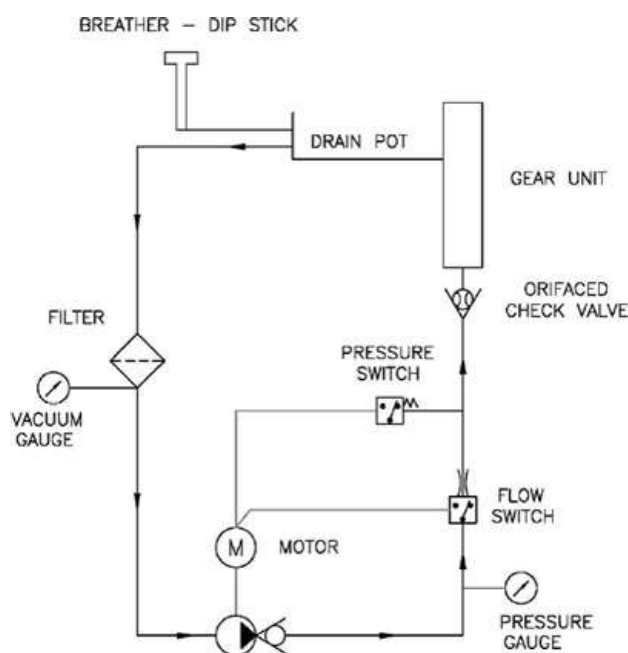 BREATHER – DIP STICK
DRAIN POT
GEAR UNIT
ORIFACED
CHECK VALVE
FILTER
PRESSURE
SWITCH
VACUUM
GAUGE
FLOW
SWITCH
M
MOTOR
PRESSURE
GAUGE